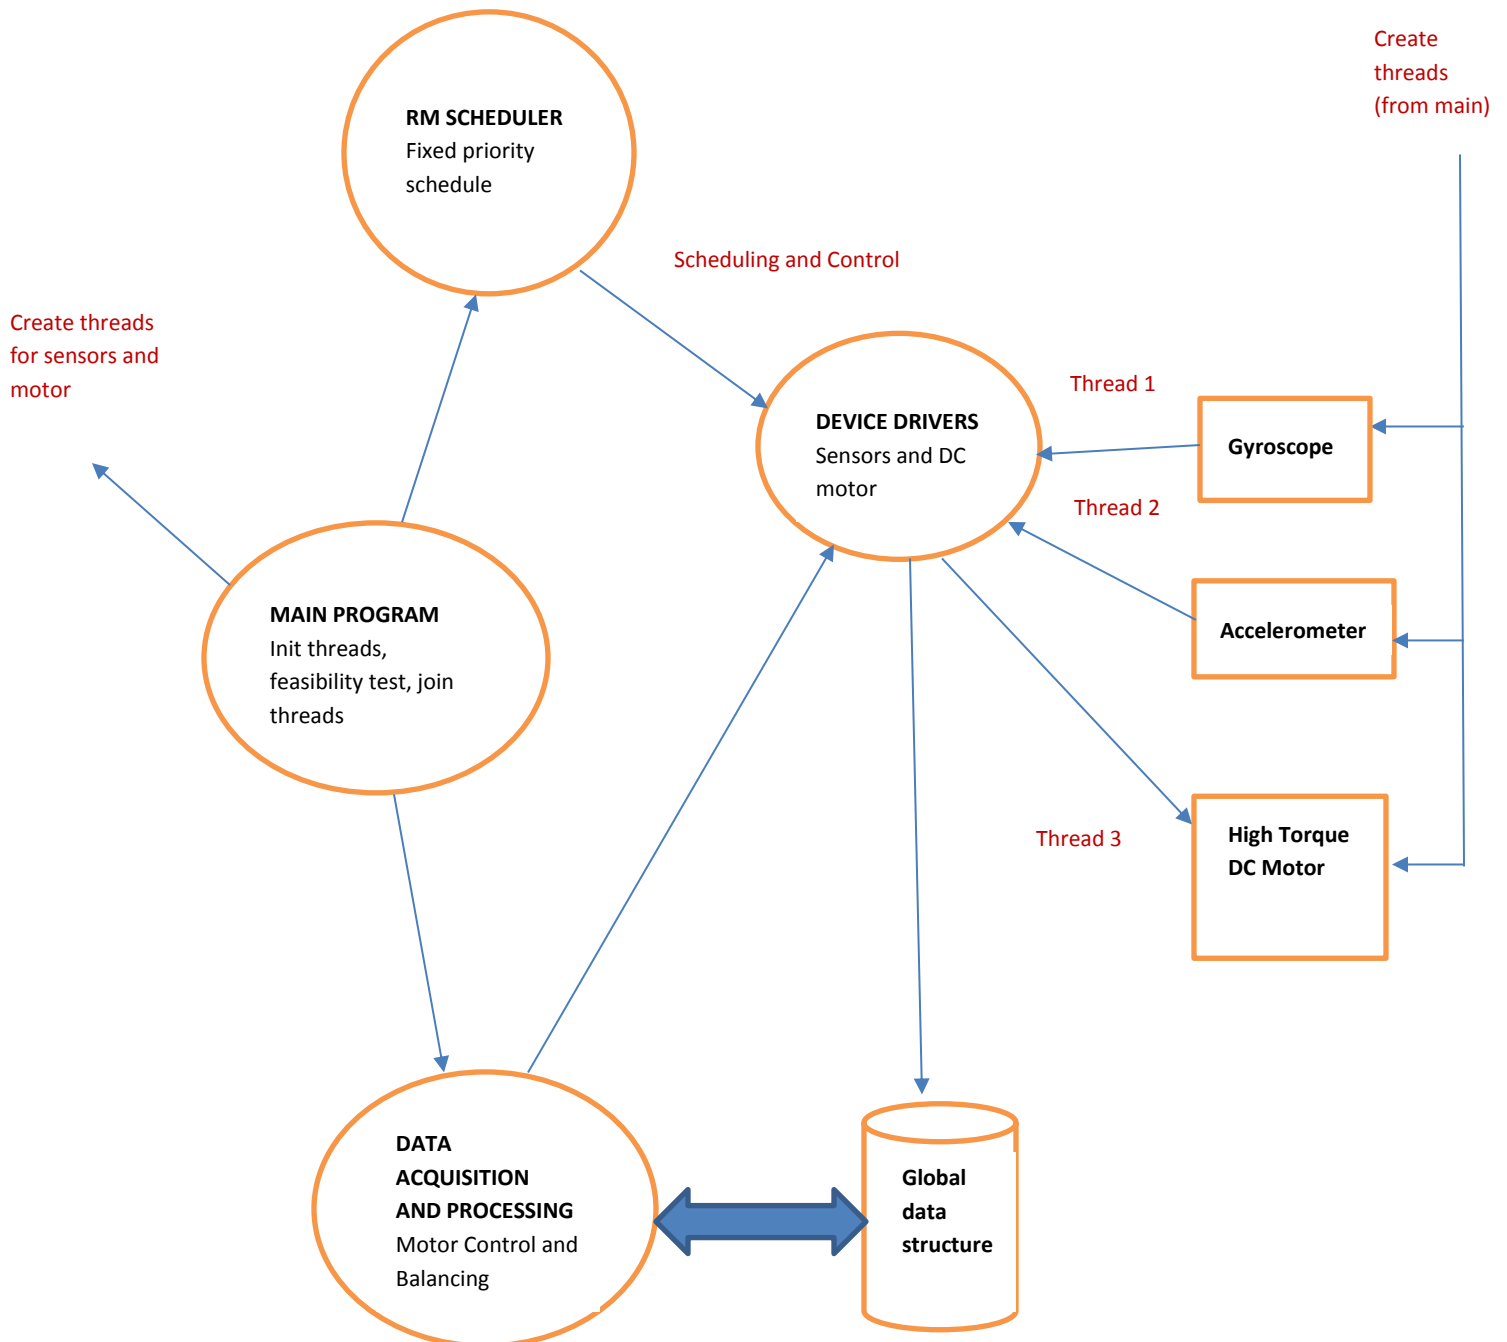 Create
threads
(from main)
RM SCHEDULER
Fixed priority
schedule
Scheduling and Control
Create threads
for sensors and
motor
Thread 1
DEVICE DRIVERS
Sensors and DC
motor
Gyroscope
Thread 2
MAIN PROGRAM
Init threads,
feasibility test, join
threads
Accelerometer
Thread 3
High Torque
DC Motor
DATA
ACQUISITION
AND PROCESSING
Motor Control and
Balancing
Global
data
structure